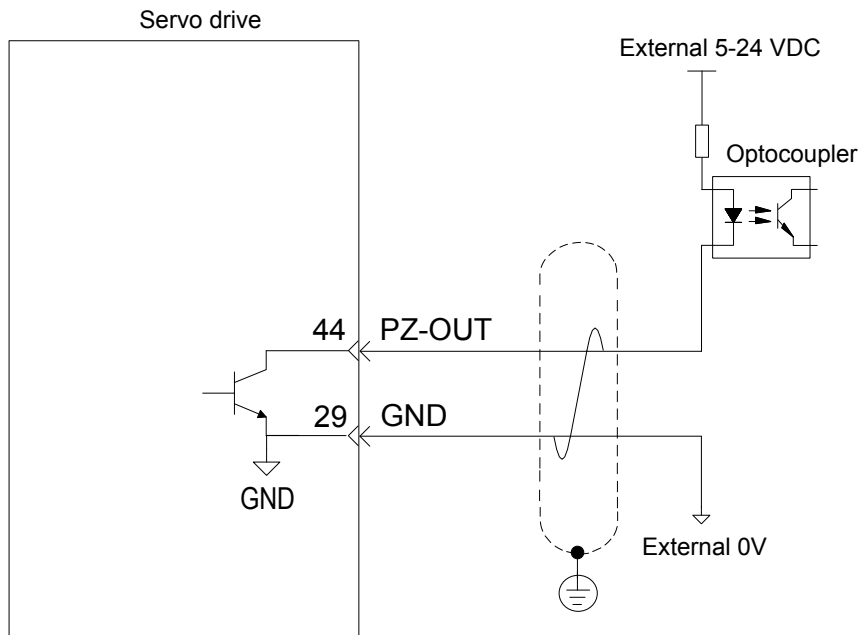 Servo drive
External 5-24 VDC
Optocoupler
44 PZ-OUT
29 GND
GND
External 0V